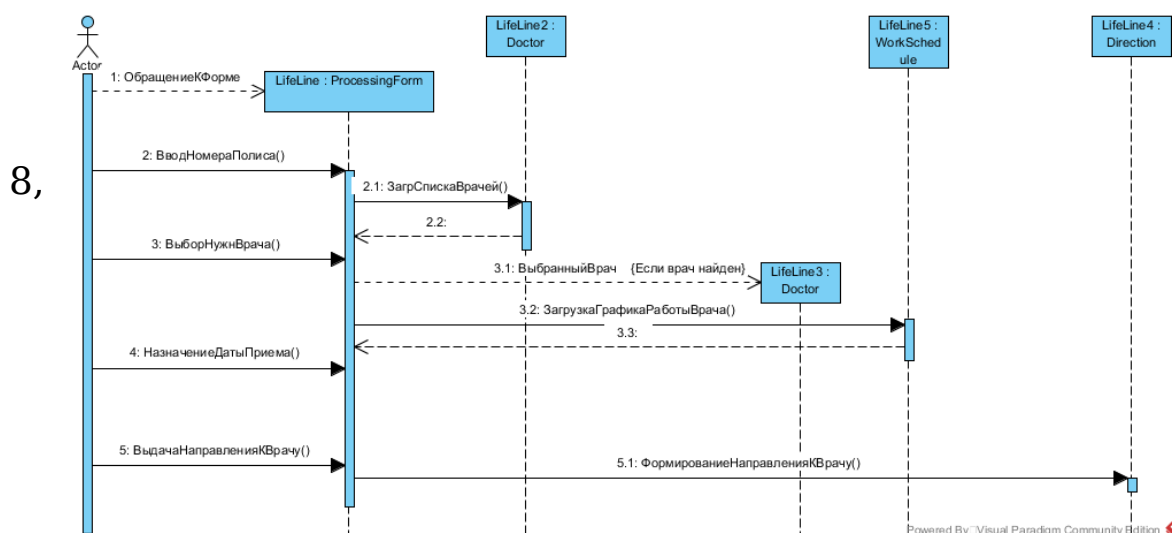 LifeLine2 :
Doctor
LifeLine5 :
WorkSched
ule
LifeLine4 :
Direction
Actor
1: ОбращениеКФорме
LifeLine : ProcessingForm
2: ВводНомераПолиса()
8,
2.1: ЗагрСпискаВрачей()
2.2:
3: ВыборНужнВрача()
3.1: ВыбранныйВрач {Если врач найден}
LifeLine3 :
Doctor
3.2: ЗагрузкаГрафикаРаботыВрача()
3.3:
4: НазначениеДатыПриема()
5: ВыдачаНаправленияКВрачу()
5.1: ФормированиеНаправленияКВрачу()
Powered By Visual Paradigm Community Edition